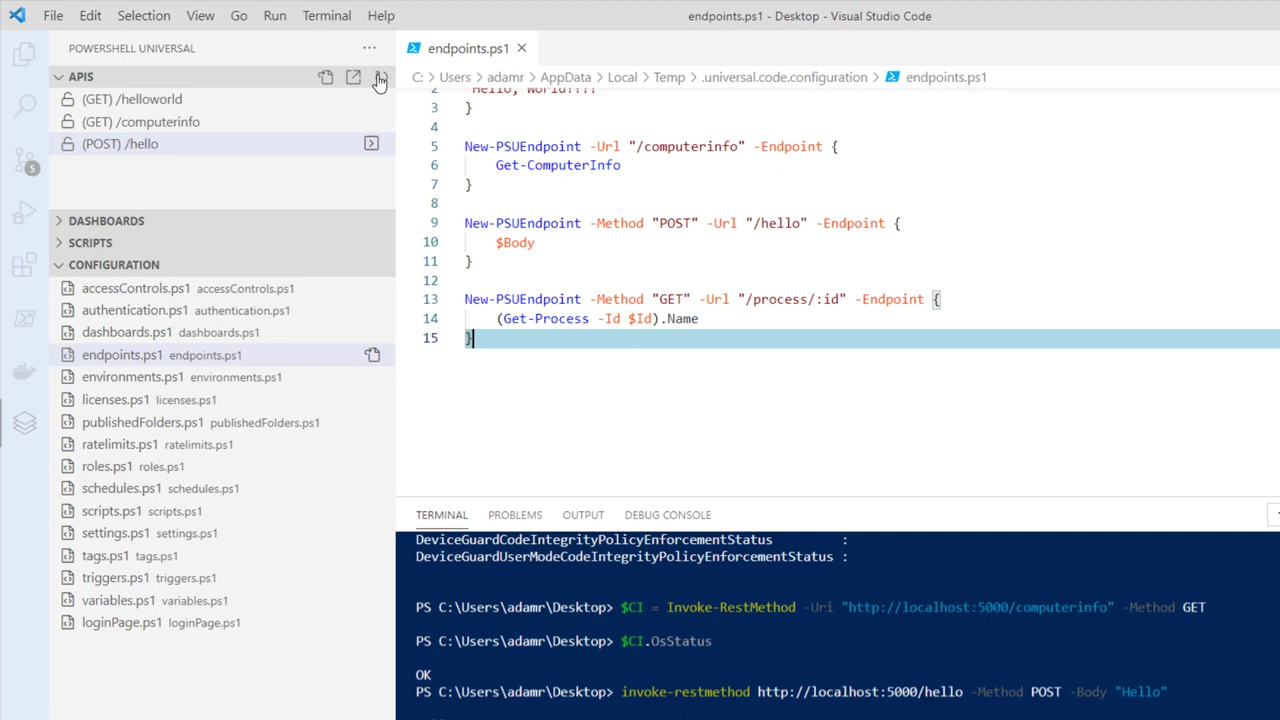 File Edit Selection View Go Run Terminal Help
endpoints.ps1 - Desktop - Visual Studio Code
POWERSHELL UNIVERSAL
APIS
(GET) /helloworld
(GET) /computerinfo
(POST) /hello
DASHBOARDS
SCRIPTS
CONFIGURATION
accessControls.ps1 accessControls.ps1
authentication.ps1 authentication.ps1
dashboards.ps1 dashboards.ps1
endpoints.ps1 endpoints.ps1
environments.ps1 environments.ps1
licenses.ps1 licenses.ps1
publishedFolders.ps1 publishedFolders.ps1
ratelimits.ps1 ratelimits.ps1
roles.ps1 roles.ps1
schedules.ps1 schedules.ps1
scripts.ps1 scripts.ps1
settings.ps1 settings.ps1
tags.ps1 tags.ps1
triggers.ps1 triggers.ps1
variables.ps1 variables.ps1
loginPage.ps1 loginPage.ps1
5
endpoints.ps1
C: > Users > adamr > AppData > Local > Temp > .universal.code.configuration > endpoints.ps1
2 "Hello, World!!!!"
3 }
4
5 New-PSUEndpoint -Url "/computerinfo" -Endpoint {
6 Get-ComputerInfo
7 }
8
9 New-PSUEndpoint -Method "POST" -Url "/hello" -Endpoint {
10 $Body
11 }
12
13 New-PSUEndpoint -Method "GET" -Url "/process/:id" -Endpoint {
14 (Get-Process -Id $Id).Name
15 }
TERMINAL PROBLEMS OUTPUT DEBUG CONSOLE
DeviceGuardCodeIntegrityPolicyEnforcementStatus :
DeviceGuardUserModeCodeIntegrityPolicyEnforcementStatus :
PS C:\Users\adamr\Desktop> $CI = Invoke-RestMethod -Uri "http://localhost:5000/computerinfo" -Method GET
PS C:\Users\adamr\Desktop> $CI.OsStatus
OK
PS C:\Users\adamr\Desktop> invoke-restmethod http://localhost:5000/hello -Method POST -Body "Hello"